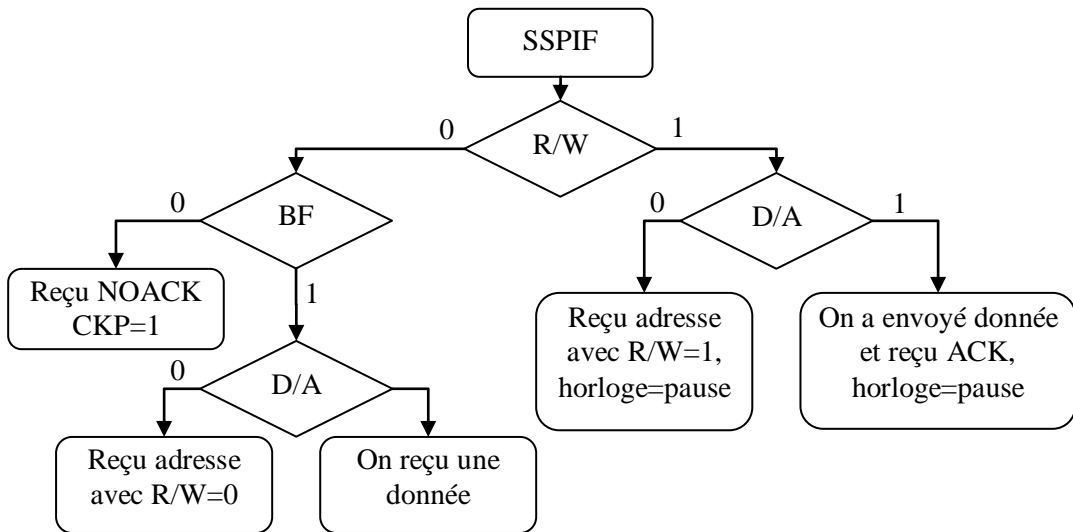 SSPIF
0
R/W
1
0
BF
0
D/A
1
Reçu NOACK
CKP=1
1
Reçu adresse
avec R/W=1,
horloge=pause
On a envoyé donnée
et reçu ACK,
horloge=pause
0
D/A
Reçu adresse
avec R/W=0
On reçu une
donnée